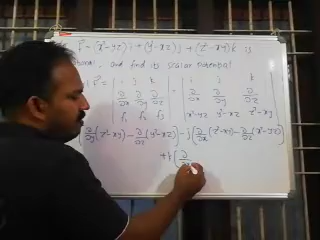 F̄ = (x²-yz)i + (y²-xz)j + (z²-xy)k is
and find its scalar potential
F̄ = | i j k | = | i j k |
| ∂/∂x ∂/∂y ∂/∂z | | ∂/∂x ∂/∂y ∂/∂z |
| f₁ f₂ f₃ | | x²-yz y²-xz z²-xy |
[∂/∂y (z²-xy) - ∂/∂z (y²-xz)] - j [∂/∂x (z²-xy) - ∂/∂z (x²-yz)]
+ k [∂/∂x